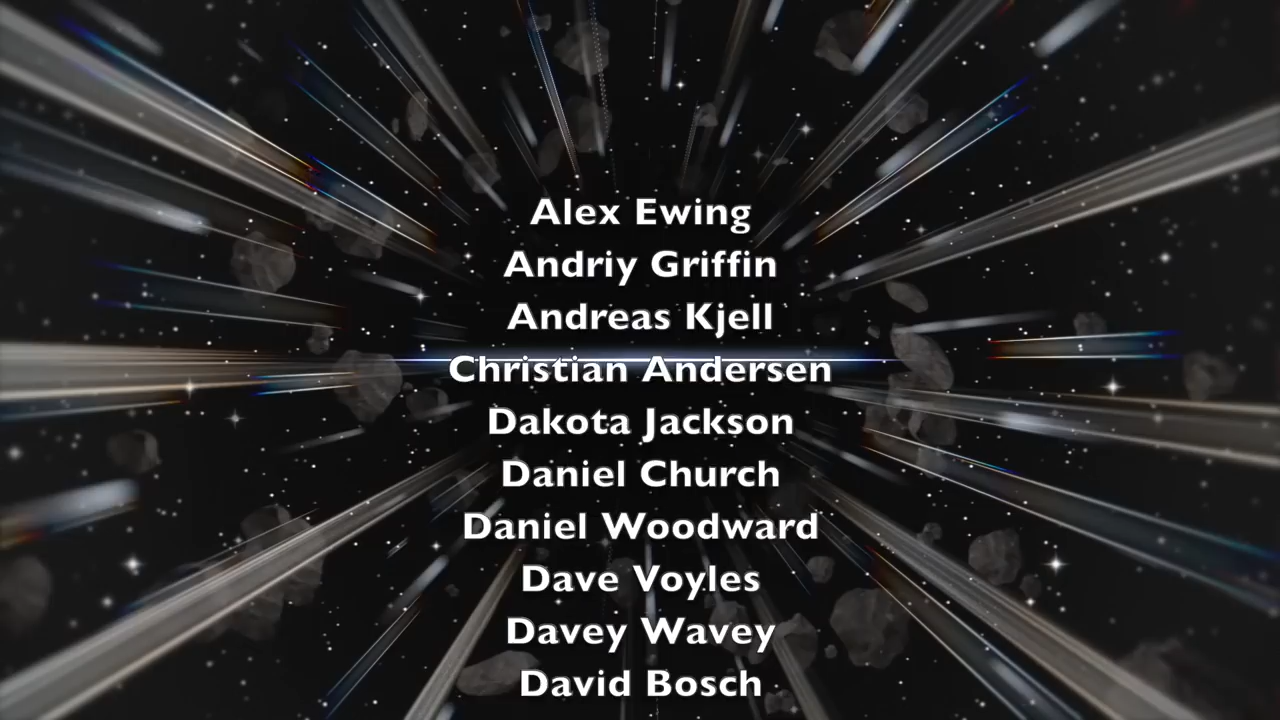 Alex Ewing
Andriy Griffin
Andreas Kjell
Christian Andersen
Dakota Jackson
Daniel Church
Daniel Woodward
Dave Voyles
Davey Wavey
David Bosch